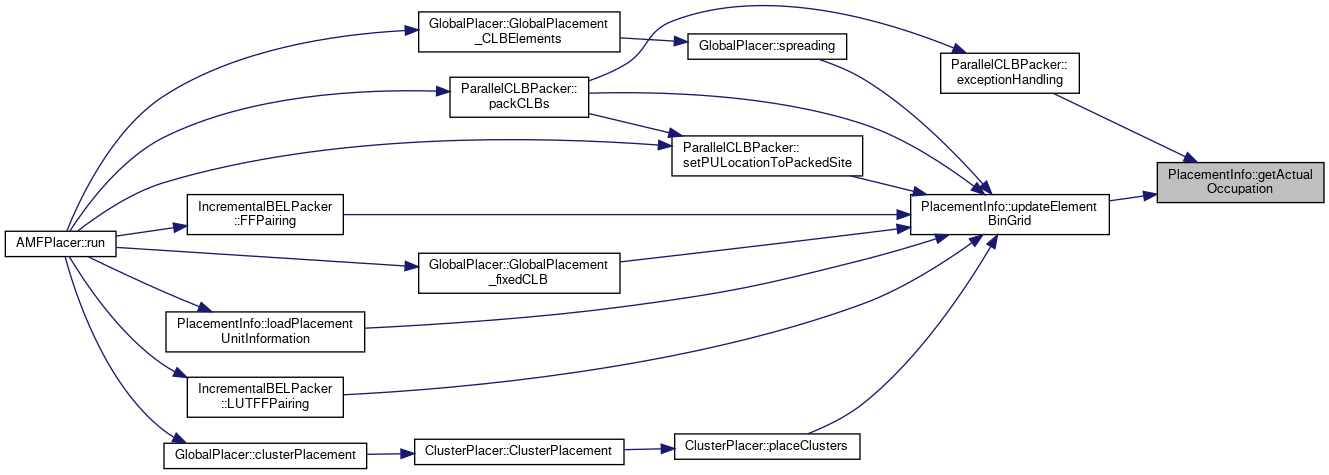 GlobalPlacer::GlobalPlacement
_CLBElements
GlobalPlacer::spreading
ParallelCLBPacker::
exceptionHandling
ParallelCLBPacker::
packCLBs
ParallelCLBPacker::
setPULocationToPackedSite
PlacementInfo::getActual
Occupation
IncrementalBELPacker
::FFPairing
PlacementInfo::updateElement
BinGrid
AMFPlacer::run
GlobalPlacer::GlobalPlacement
_fixedCLB
PlacementInfo::loadPlacement
UnitInformation
IncrementalBELPacker
::LUTFFPairing
GlobalPlacer::clusterPlacement
ClusterPlacer::ClusterPlacement
ClusterPlacer::placeClusters